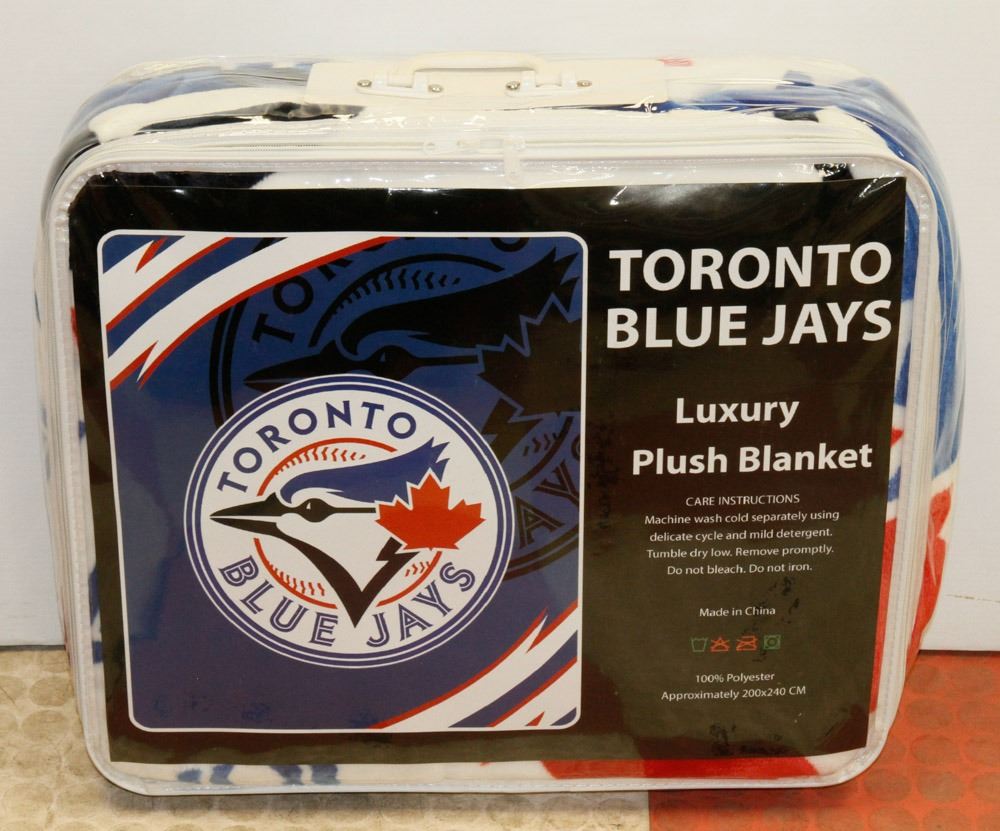 TORONTO
BLUE JAYS
TORONTO
BLUE JAYS
Luxury
Plush Blanket
CARE INSTRUCTIONS
Machine wash cold separately using
delicate cycle and mild detergent.
Tumble dry low. Remove promptly.
Do not bleach. Do not iron.
Made in China
100% Polyester
Approximately 200x240 CM